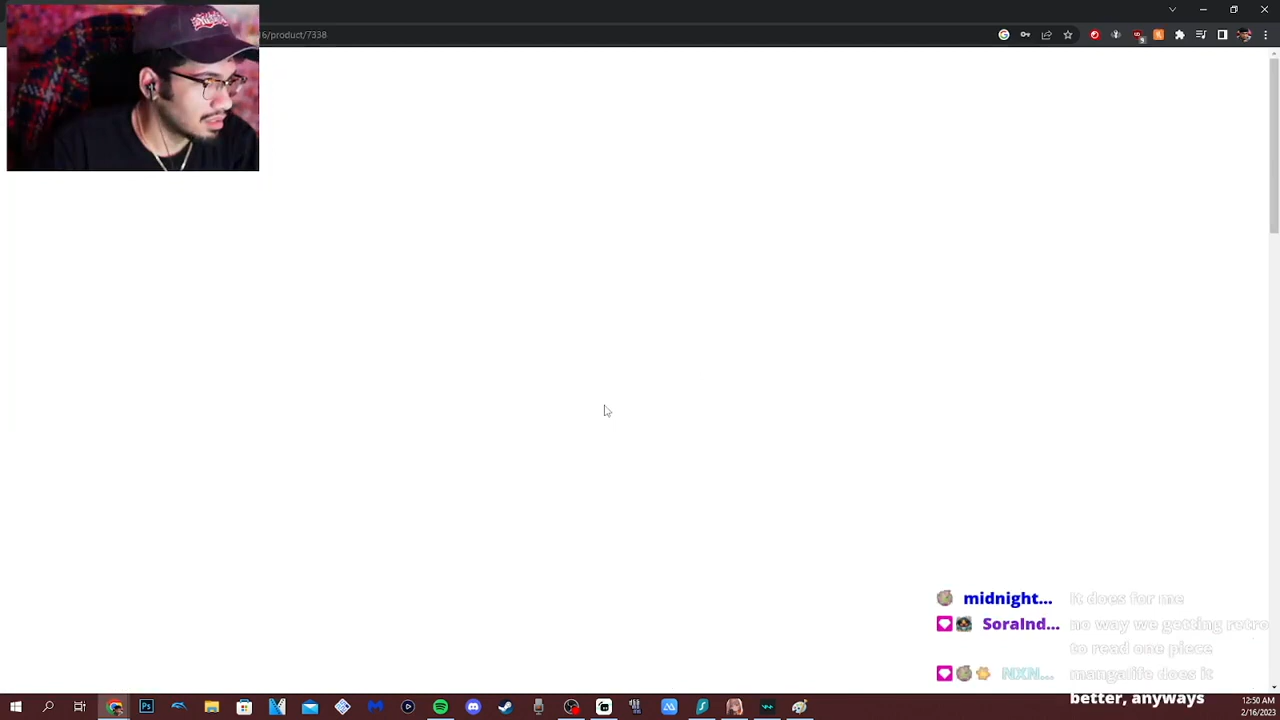 6/product/7338
midnight... It does for me
SoraInd... no way we getting retro
to read one piece
NXN... mangalife does it
better, anyways
12:50 AM
2/16/2023